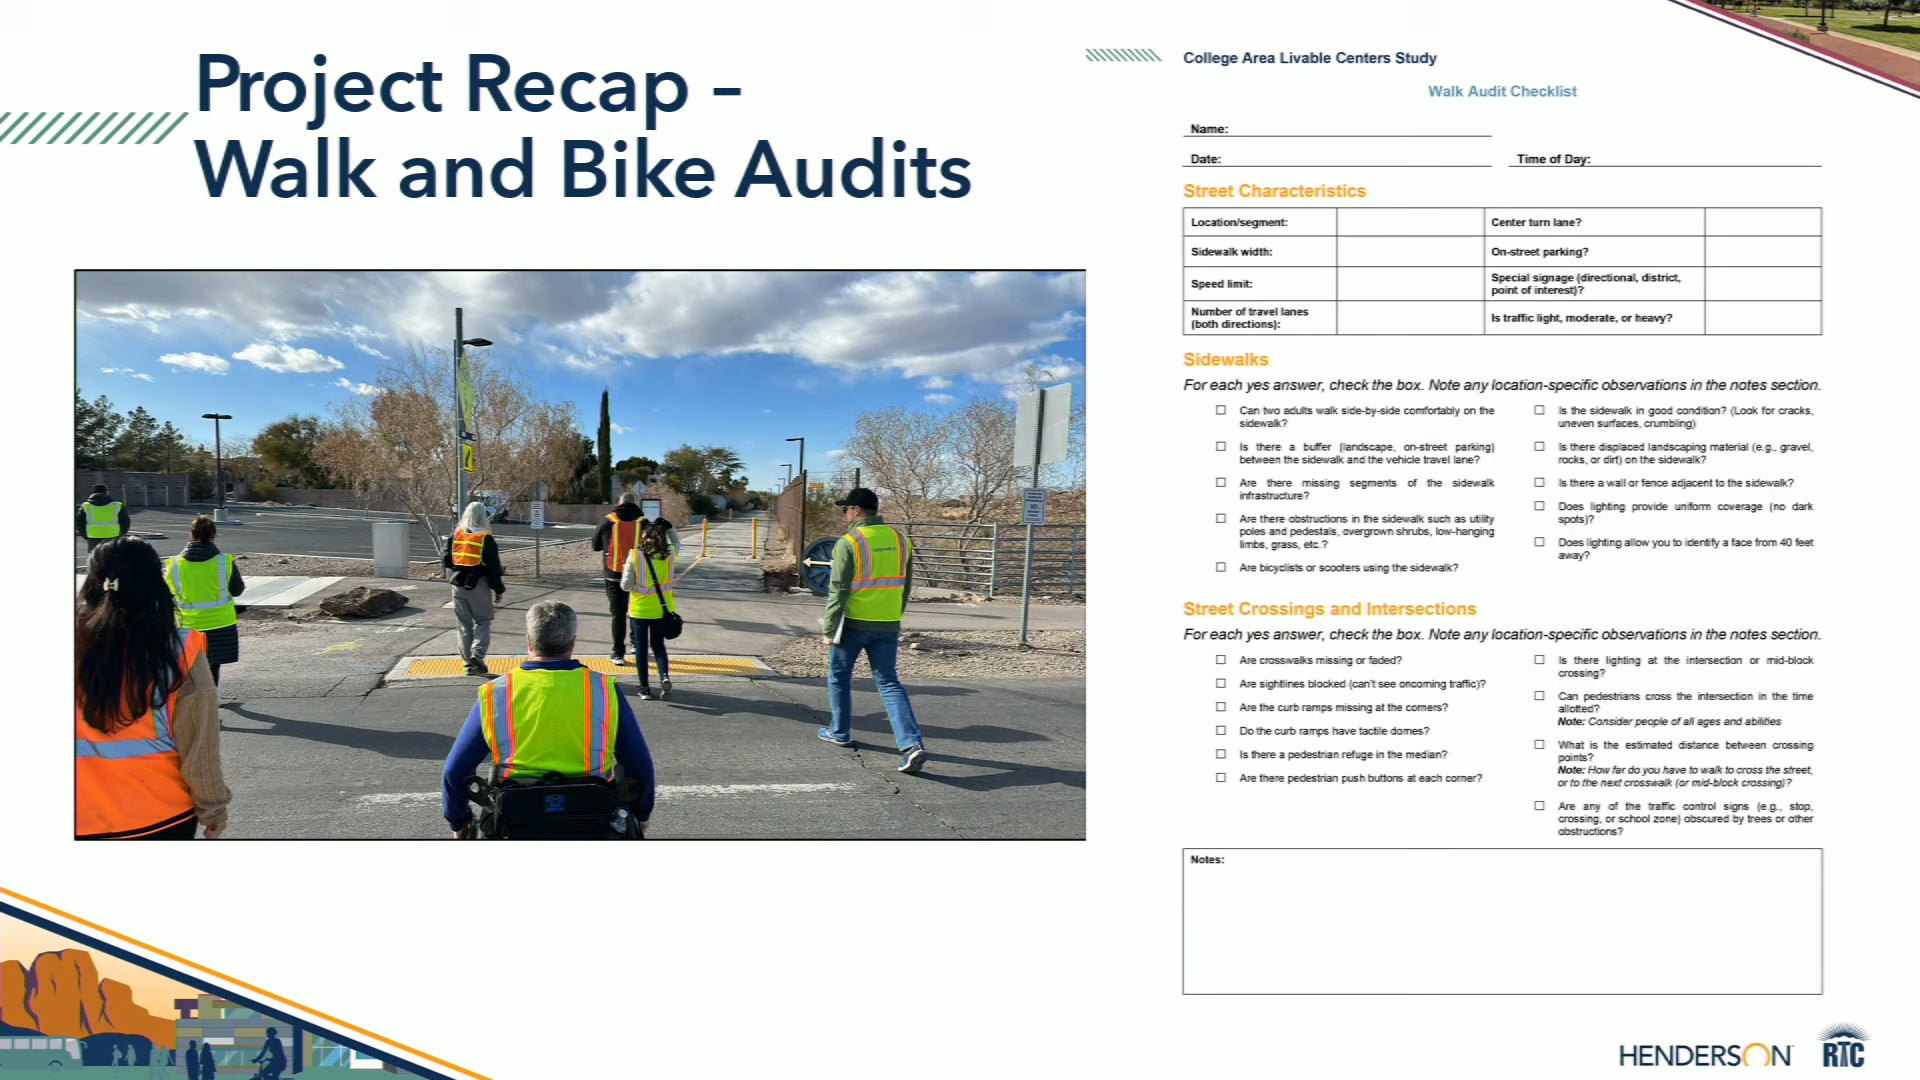 Project Recap –
Walk and Bike Audits
College Area Livable Centers Study
Walk Audit Checklist
Name:
Date:
Time of Day:
Street Characteristics
Location/segment:
Center turn lane?
Sidewalk width:
On-street parking?
Speed limit:
Special signage (directional, district,
point of interest)?
Number of travel lanes
(both directions):
Is traffic light, moderate, or heavy?
Sidewalks
For each yes answer, check the box. Note any location-specific observations in the notes section.
Can two adults walk side-by-side comfortably on the
sidewalk?
Is there a buffer (landscape, on-street parking)
between the sidewalk and the vehicle travel lane?
Are there missing segments of the sidewalk
infrastructure?
Are there obstructions in the sidewalk such as utility
poles and pedestals, overgrown shrubs, low-hanging
limbs, grass, etc.?
Are bicyclists or scooters using the sidewalk?
Is the sidewalk in good condition? (Look for cracks,
uneven surfaces, crumbling)
Is there displaced landscaping material (e.g., gravel,
rocks, or dirt) on the sidewalk?
Is there a wall or fence adjacent to the sidewalk?
Does lighting provide uniform coverage (no dark
spots)?
Does lighting allow you to identify a face from 40 feet
away?
Street Crossings and Intersections
For each yes answer, check the box. Note any location-specific observations in the notes section.
Are crosswalks missing or faded?
Are sightlines blocked (can't see oncoming traffic)?
Are the curb ramps missing at the corners?
Do the curb ramps have tactile domes?
Is there a pedestrian refuge in the median?
Are there pedestrian push buttons at each corner?
Is there lighting at the intersection or mid-block
crossing?
Can pedestrians cross the intersection in the time
allotted?
Note: Consider people of all ages and abilities
What is the estimated distance between crossing
points?
Note: How far do you have to walk to cross the street,
or to the next crosswalk (or mid-block crossing)?
Are any of the traffic control signs (e.g., stop,
crossing, or school zone) obscured by trees or other
obstructions?
Notes:
HENDERSON
RTC